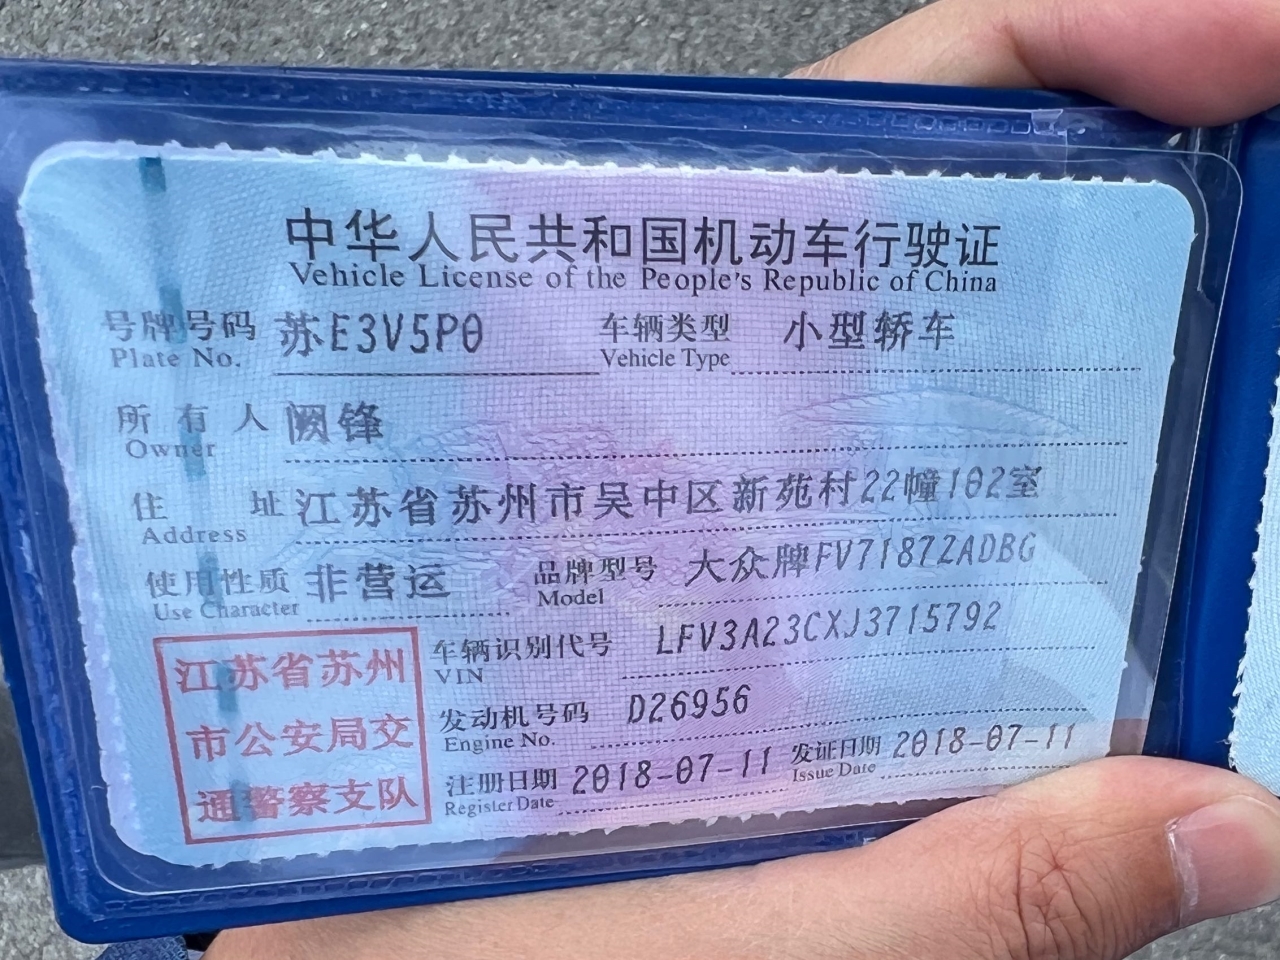 中华人民共和国机动车行驶证
Vehicle License of the People's Republic of China
号牌号码 苏E3V5P0 车辆类型 小型轿车
Plate No. Vehicle Type
所有人 阙锋
Owner
住址 江苏省苏州市吴中区新苑村22幢102室
Address
使用性质 非营运 品牌型号 大众牌FV71872ADBG
Use Character Model
车辆识别代号 LFV3A23CXJ3715792
VIN
发动机号码 D26956
Engine No.
注册日期 2018-07-11 发证日期 2018-07-11
Register Date Issue Date
江苏省苏州
市公安局交
通警察支队